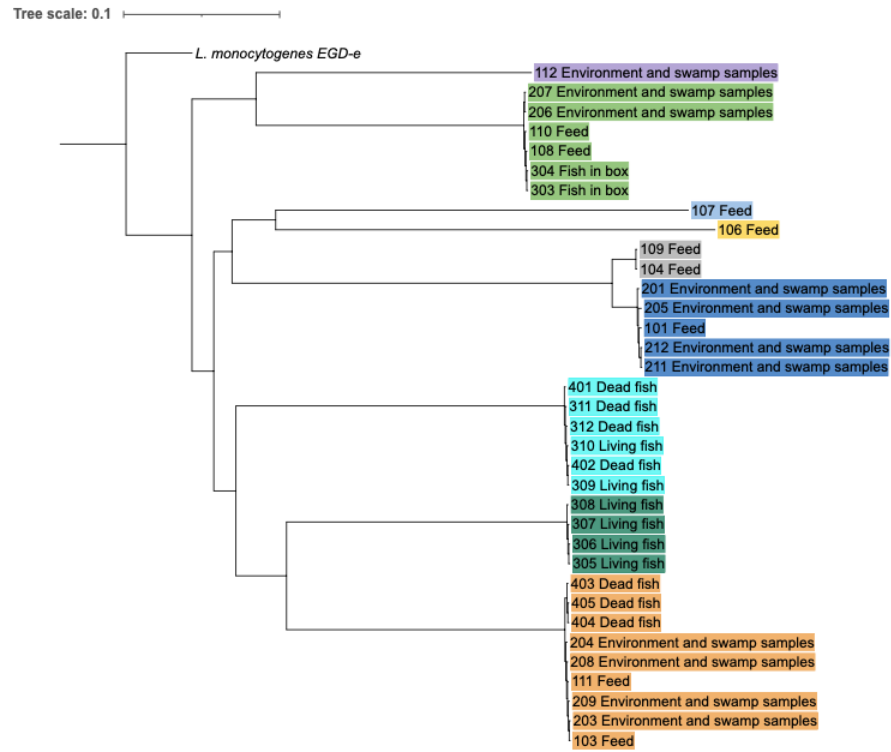 Tree scale: 0.1
L. monocytogenes EGD-e
112 Environment and swamp samples
207 Environment and swamp samples
206 Environment and swamp samples
110 Feed
108 Feed
304 Fish in box
303 Fish in box
107 Feed
106 Feed
109 Feed
104 Feed
201 Environment and swamp samples
205 Environment and swamp samples
101 Feed
212 Environment and swamp samples
211 Environment and swamp samples
401 Dead fish
311 Dead fish
312 Dead fish
310 Living fish
402 Dead fish
309 Living fish
308 Living fish
307 Living fish
306 Living fish
305 Living fish
403 Dead fish
405 Dead fish
404 Dead fish
204 Environment and swamp samples
208 Environment and swamp samples
111 Feed
209 Environment and swamp samples
203 Environment and swamp samples
103 Feed